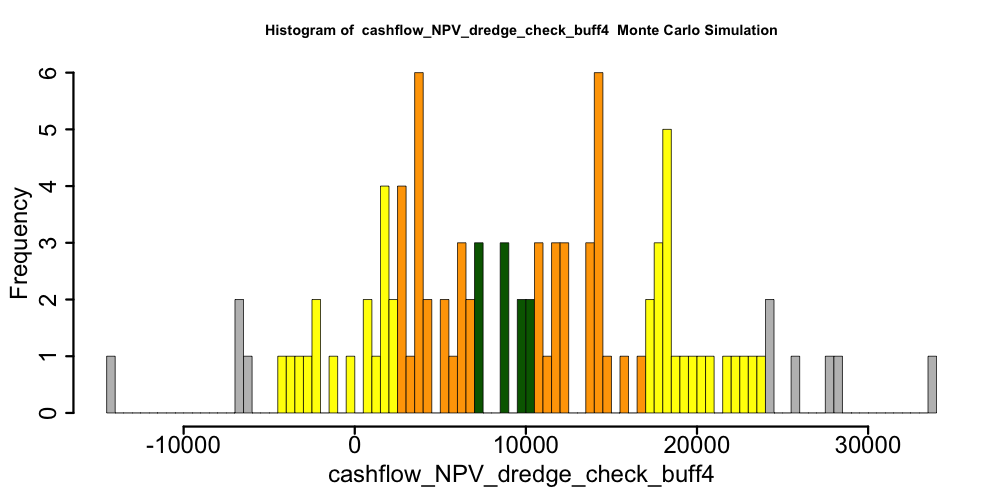 Histogram of  cashflow_NPV_dredge_check_buff4  Monte Carlo Simulation
Frequency
6
5
4
3
2
1
0
-10000 0 10000 20000 30000
cashflow_NPV_dredge_check_buff4